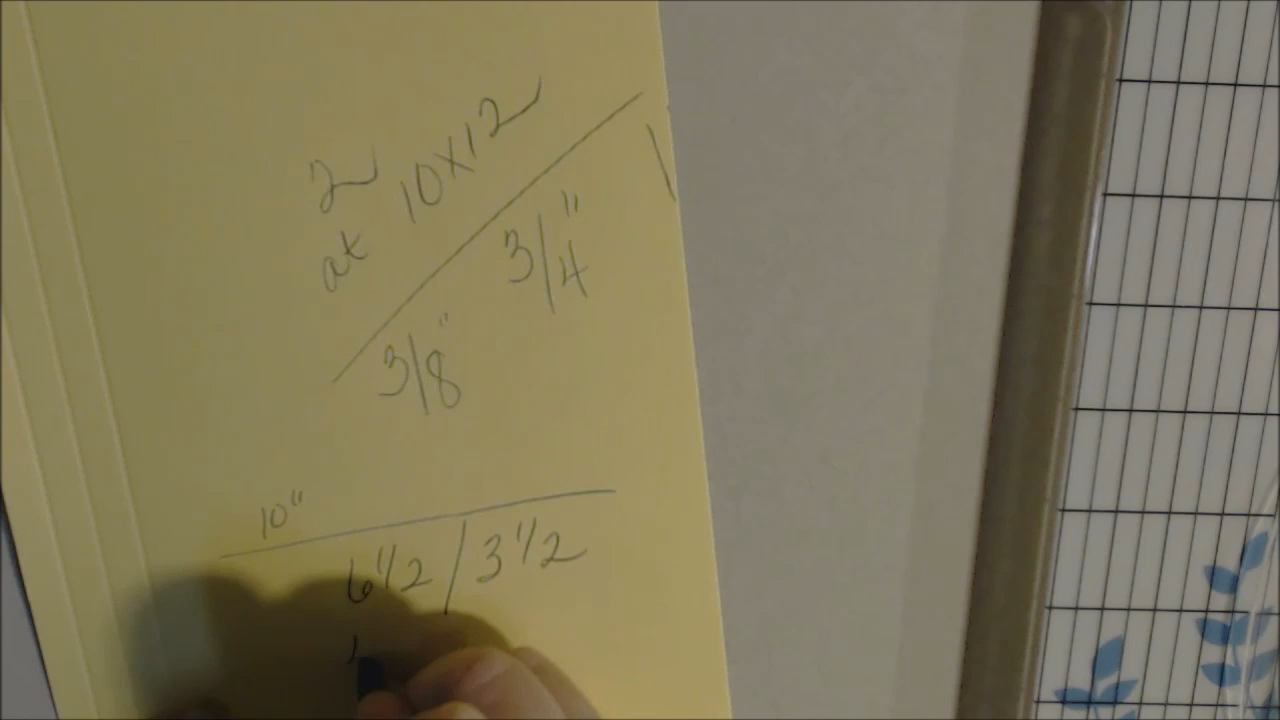 2
at 10x12
3/8" 3/4"
10"
6 1/2 / 3 1/2